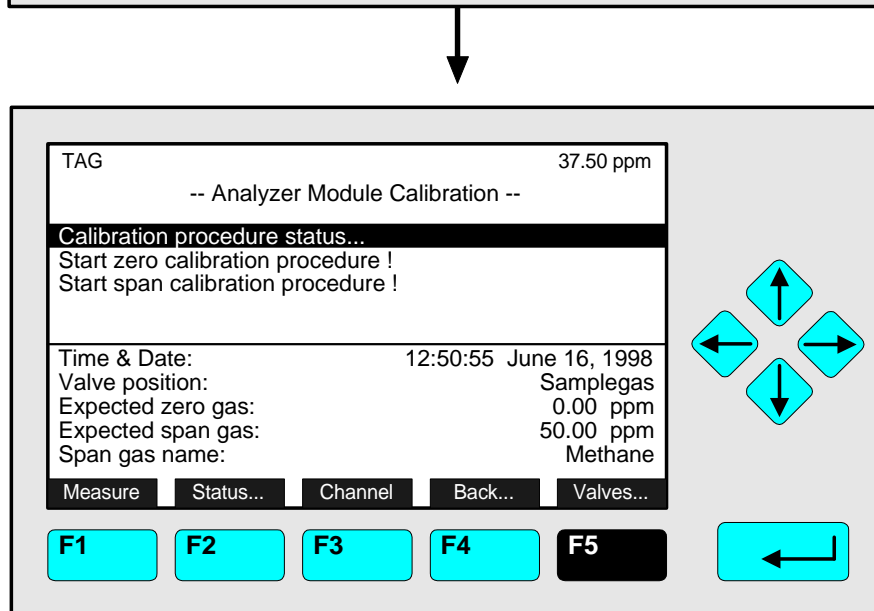 TAG 37.50 ppm
-- Analyzer Module Calibration --
Calibration procedure status...
Start zero calibration procedure !
Start span calibration procedure !
Time & Date: 12:50:55 June 16, 1998
Valve position: Samplegas
Expected zero gas: 0.00 ppm
Expected span gas: 50.00 ppm
Span gas name: Methane
Measure Status... Channel Back... Valves...
F1 F2 F3 F4 F5